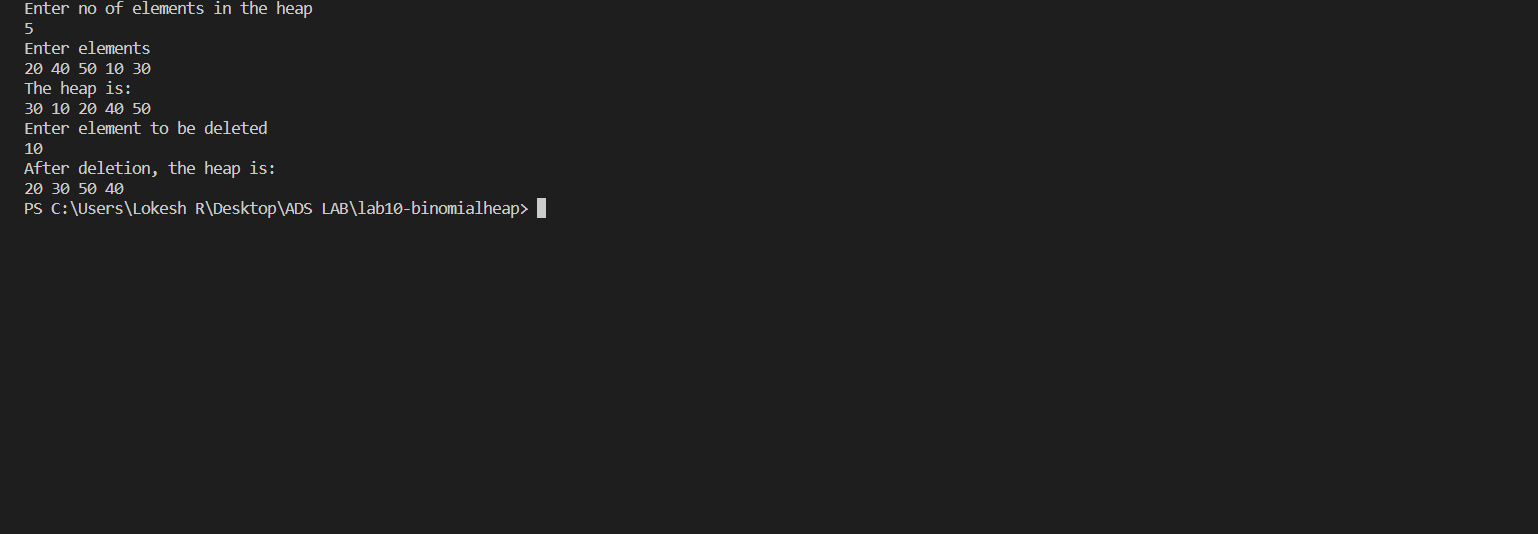 Enter no of elements in the heap
5
Enter elements
20 40 50 10 30
The heap is:
30 10 20 40 50
Enter element to be deleted
10
After deletion, the heap is:
20 30 50 40
PS C:\Users\Lokesh R\Desktop\ADS LAB\lab10-binomialheap>